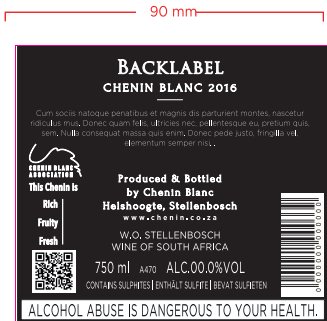 90 mm
BACKLABEL
CHENIN BLANC 2016
Cum sociis natoque penatibus et magnis dis parturient montes, nascetur
ridiculus mus. Donec quam felis, ultricies nec, pellentesque eu, pretium quis,
sem. Nulla consequat massa quis enim. Donec pede justo, fringilla vel,
elementum semper nisi. .
CHENIN BLANC
ASSOCIATION
This Chenin is
Rich
Fruity
Fresh
Produced & Bottled
by Chenin Blanc
Helshoogte, Stellenbosch
www.chenin.co.za
W.O. STELLENBOSCH
WINE OF SOUTH AFRICA
750 ml A470 ALC.00.0%VOL
CONTAINS SULPHITES | ENTHÄLT SULFITE | BEVAT SULFIETEN
ALCOHOL ABUSE IS DANGEROUS TO YOUR HEALTH.